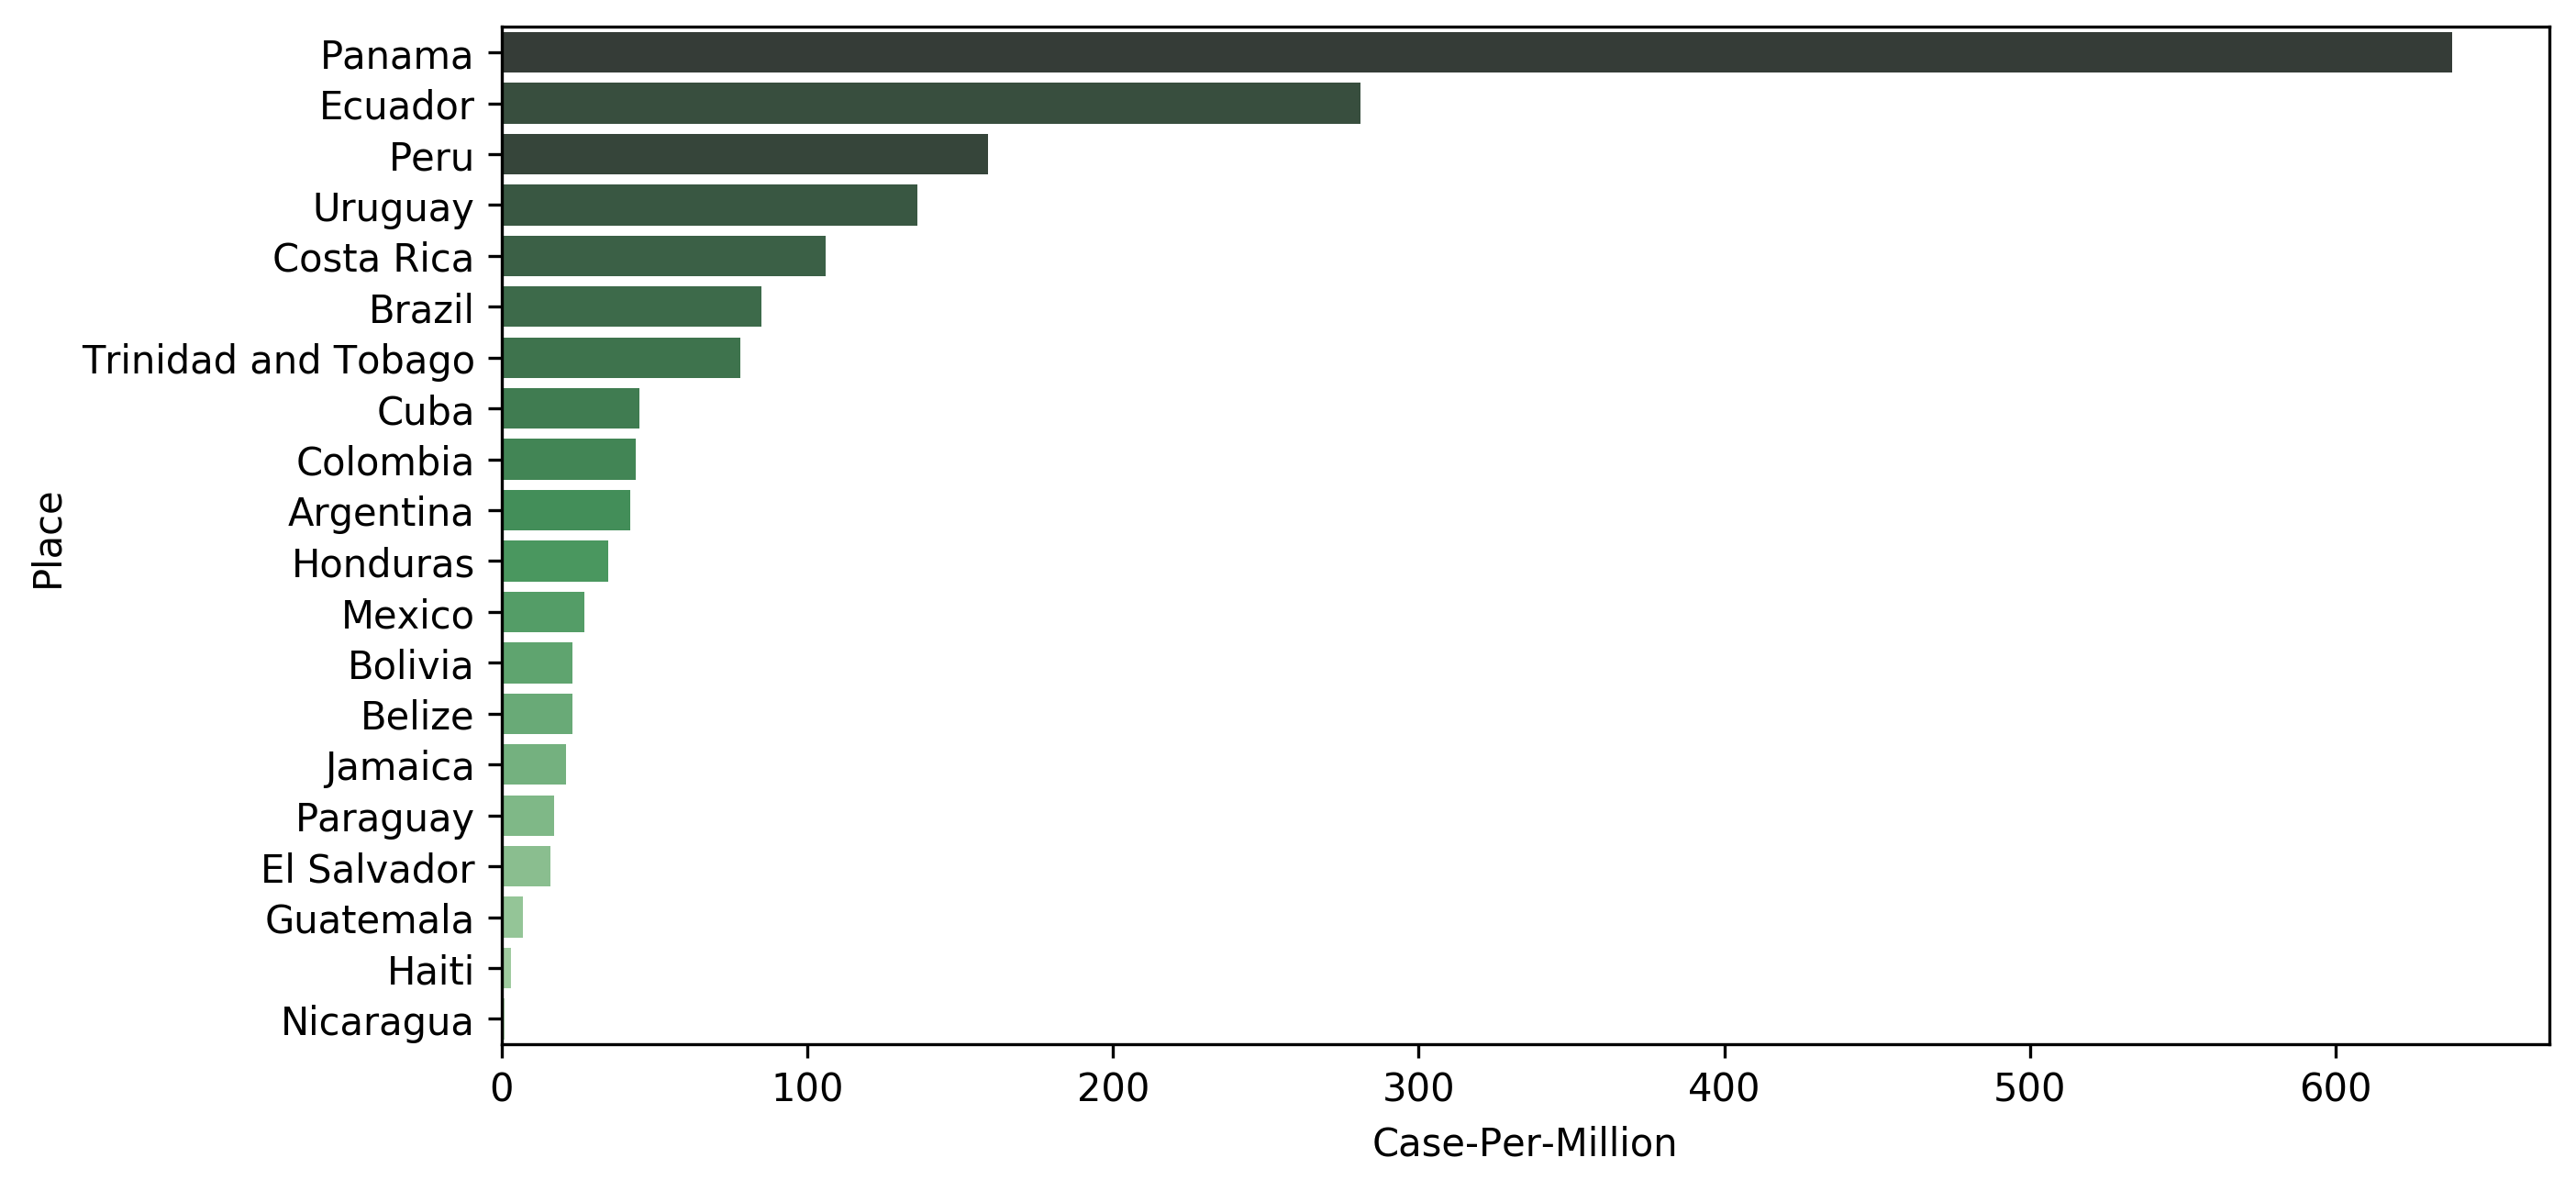 Panama
Ecuador
Peru
Uruguay
Costa Rica
Brazil
Trinidad and Tobago
Cuba
Colombia
Argentina
Honduras
Mexico
Bolivia
Belize
Jamaica
Paraguay
El Salvador
Guatemala
Haiti
Nicaragua
Place
0 100 200 300 400 500 600
Case-Per-Million